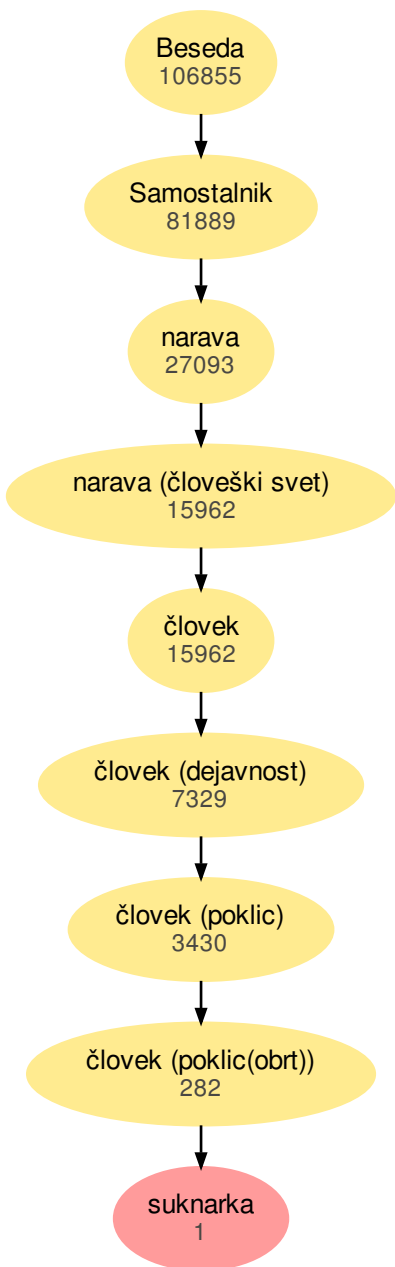 Beseda
106855
Samostalnik
81889
narava
27093
narava (človeški svet)
15962
človek
15962
človek (dejavnost)
7329
človek (poklic)
3430
človek (poklic(obrt))
282
suknarka
1